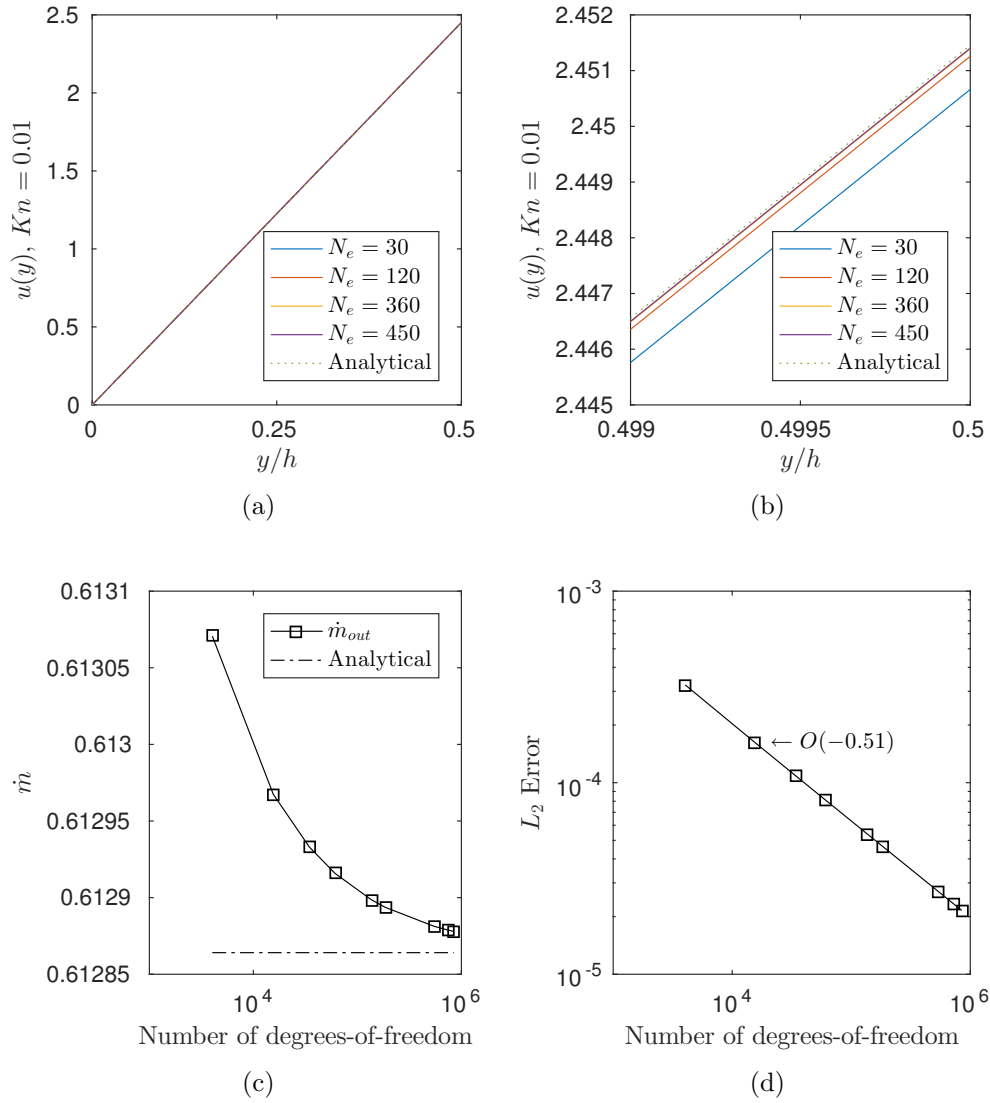 2.5
2
1.5
1
0.5
0
0
0.25
0.5
u(y), Kn = 0.01
y/h
N_e = 30
N_e = 120
N_e = 360
N_e = 450
Analytical
(a)
2.452
2.451
2.45
2.449
2.448
2.447
2.446
2.445
0.499
0.4995
0.5
u(y), Kn = 0.01
y/h
N_e = 30
N_e = 120
N_e = 360
N_e = 450
Analytical
(b)
0.6131
0.61305
0.613
0.61295
0.6129
0.61285
10^4
10^6
ṁ
Number of degrees-of-freedom
ṁ_out
Analytical
(c)
10^-3
10^-4
10^-5
10^4
10^6
L_2 Error
Number of degrees-of-freedom
← O(−0.51)
(d)